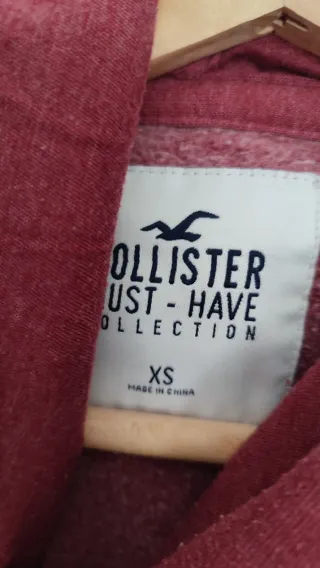 OLLISTER
UST - HAVE
OLLECTION
XS
MADE IN CHINA